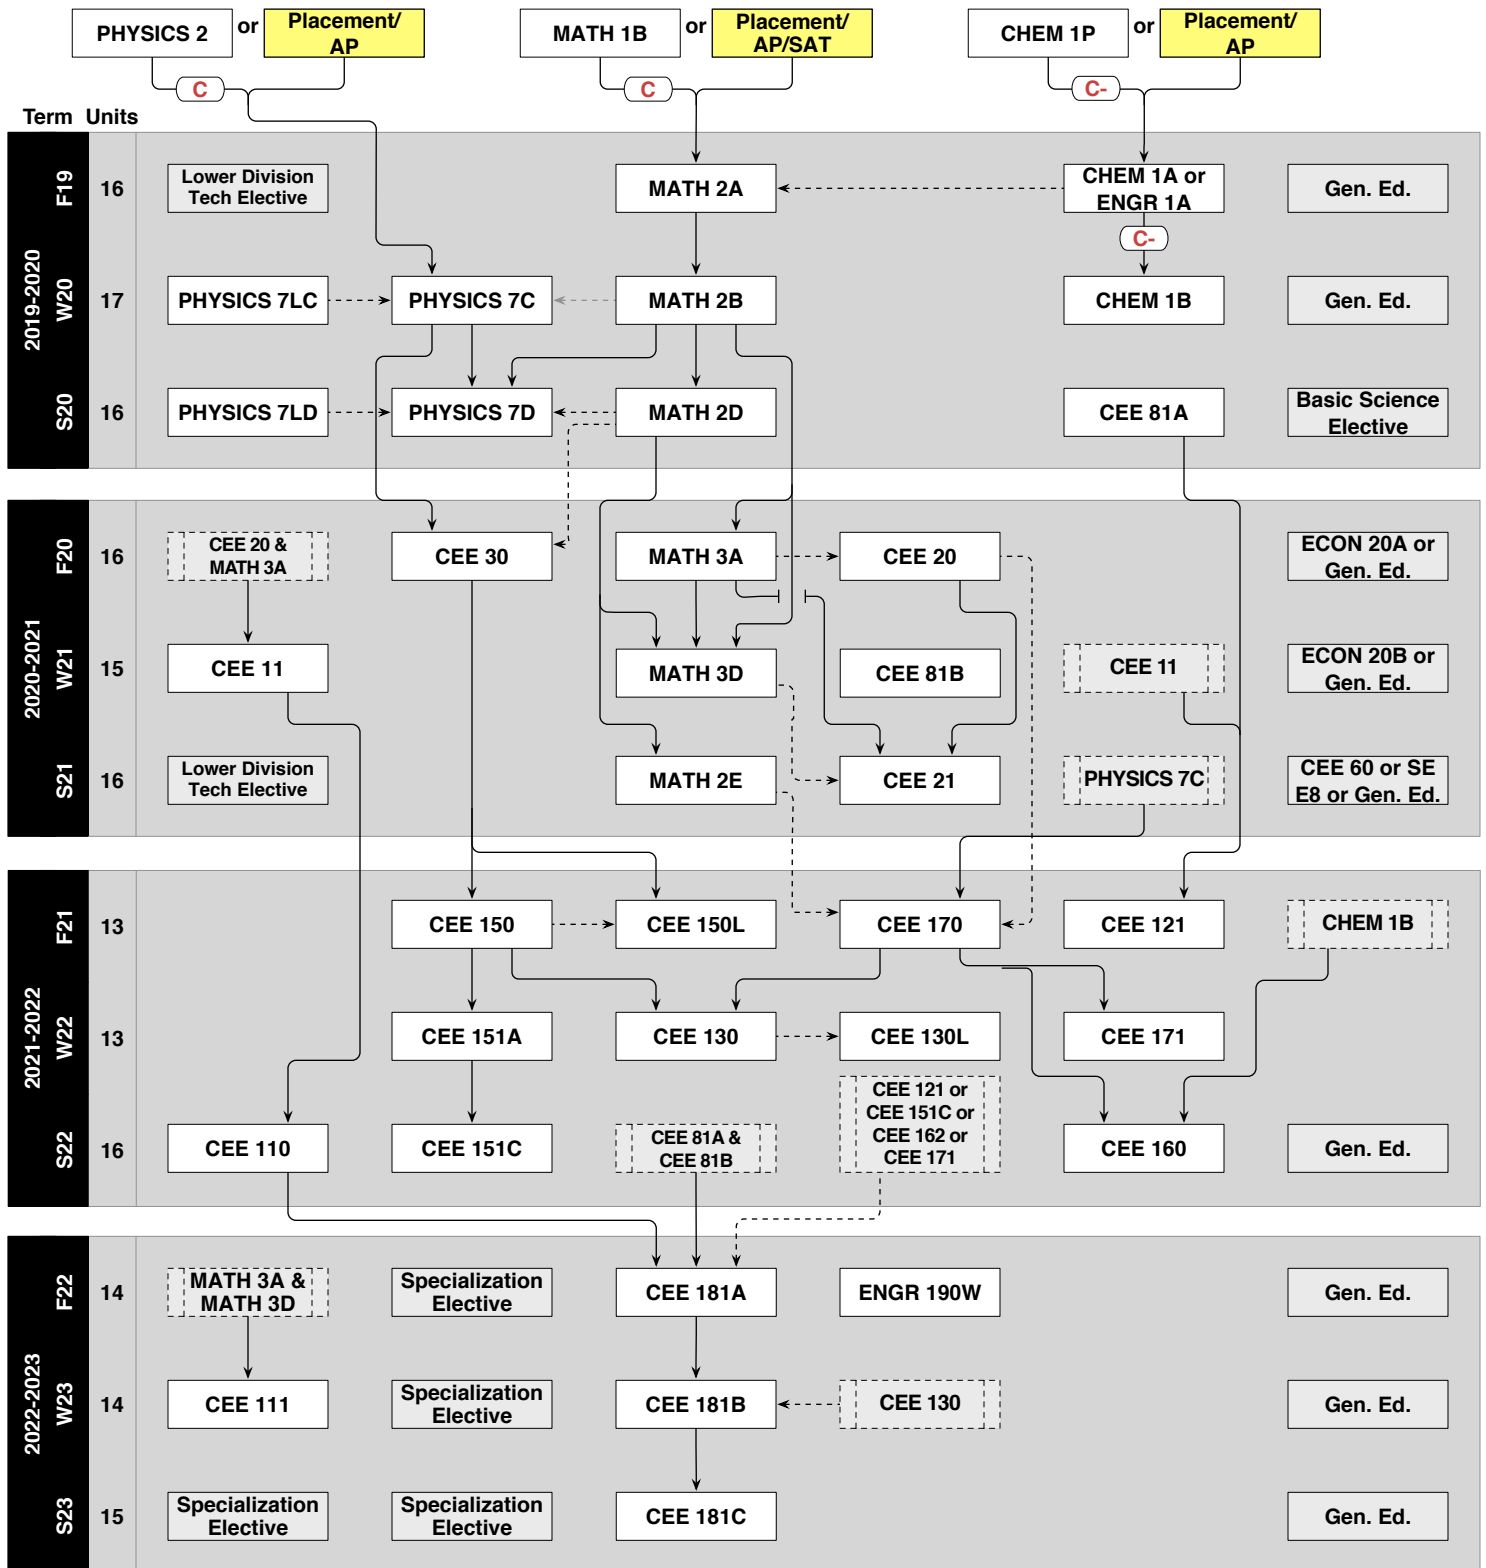 PHYSICS 2
or
Placement/
AP
MATH 1B
or
Placement/
AP/SAT
CHEM 1P
or
Placement/
AP
C
C
C-
Term Units
2019-2020
F19
16
Lower Division
Tech Elective
MATH 2A
CHEM 1A or
ENGR 1A
Gen. Ed.
C-
W20
17
PHYSICS 7LC
PHYSICS 7C
MATH 2B
CHEM 1B
Gen. Ed.
S20
16
PHYSICS 7LD
PHYSICS 7D
MATH 2D
CEE 81A
Basic Science
Elective
2020-2021
F20
16
CEE 20 &
MATH 3A
CEE 30
MATH 3A
CEE 20
ECON 20A or
Gen. Ed.
W21
15
CEE 11
MATH 3D
CEE 81B
CEE 11
ECON 20B or
Gen. Ed.
S21
16
Lower Division
Tech Elective
MATH 2E
CEE 21
PHYSICS 7C
CEE 60 or SE
E8 or Gen. Ed.
2021-2022
F21
13
CEE 150
CEE 150L
CEE 170
CEE 121
CHEM 1B
W22
13
CEE 151A
CEE 130
CEE 130L
CEE 171
S22
16
CEE 110
CEE 151C
CEE 81A &
CEE 81B
CEE 121 or
CEE 151C or
CEE 162 or
CEE 171
CEE 160
Gen. Ed.
2022-2023
F22
14
MATH 3A &
MATH 3D
Specialization
Elective
CEE 181A
ENGR 190W
Gen. Ed.
W23
14
CEE 111
Specialization
Elective
CEE 181B
CEE 130
Gen. Ed.
S23
15
Specialization
Elective
Specialization
Elective
CEE 181C
Gen. Ed.